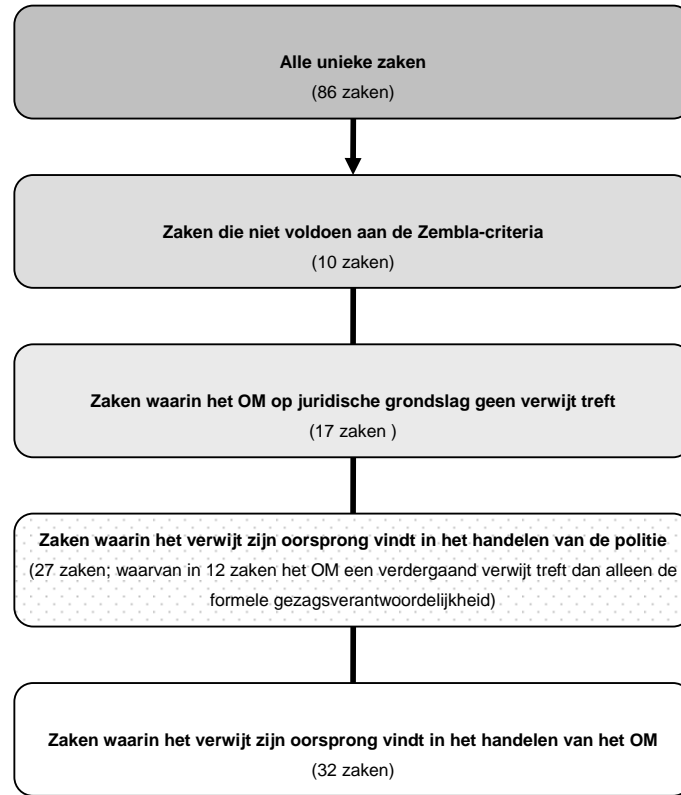 Alle unieke zaken
(86 zaken)
Zaken die niet voldoen aan de Zembla-criteria
(10 zaken)
Zaken waarin het OM op juridische grondslag geen verwijt treft
(17 zaken )
Zaken waarin het verwijt zijn oorsprong vindt in het handelen van de politie
(27 zaken; waarvan in 12 zaken het OM een verdergaand verwijt treft dan alleen de
formele gezagsverantwoordelijkheid)
Zaken waarin het verwijt zijn oorsprong vindt in het handelen van het OM
(32 zaken)